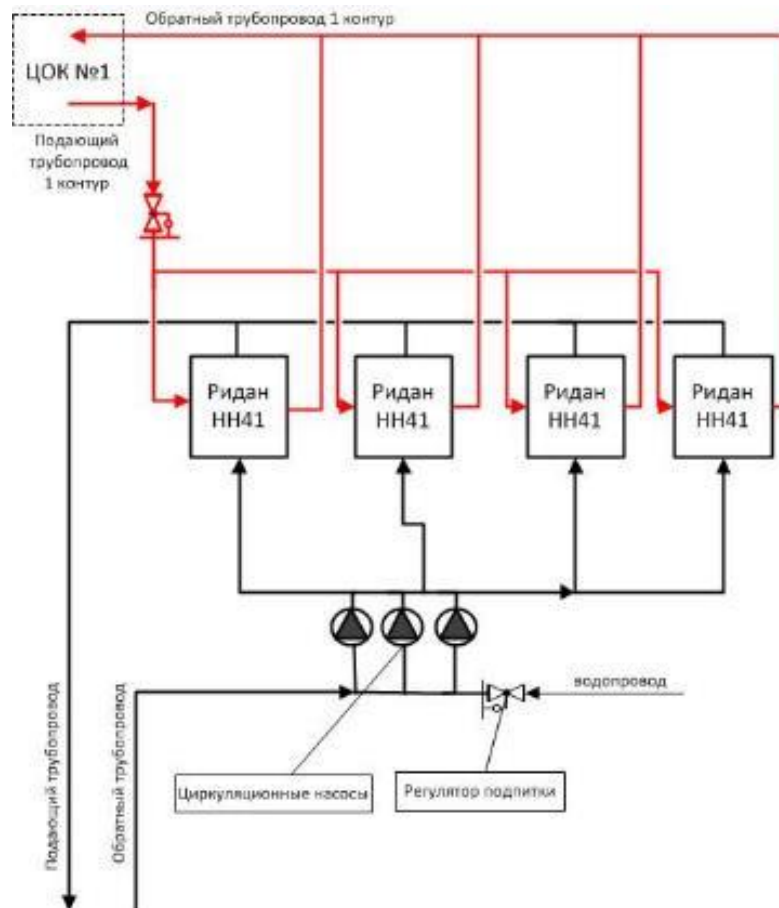 Обратный трубопровод 1 контур
ЦОК №1
Подающий
трубопровод
1 контур
Ридан
НН41
Ридан
НН41
Ридан
НН41
Ридан
НН41
водопровод
Циркуляционные насосы
Регулятор подпитки
Подающий трубопровод
Обратный трубопровод